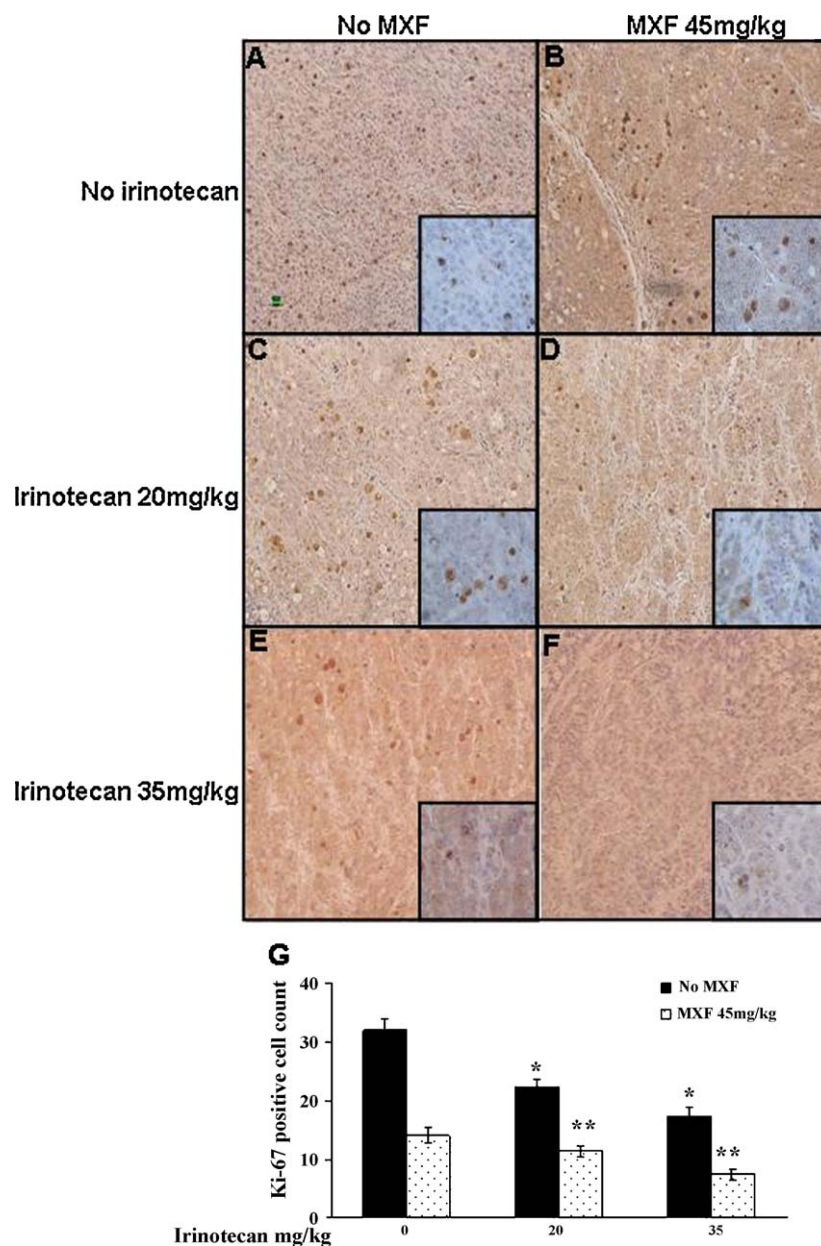 No MXF MXF 45mg/kg
A B
No irinotecan
C D
Irinotecan 20mg/kg
E F
Irinotecan 35mg/kg
G
40
30
20
10
0
Ki-67 positive cell count
No MXF
MXF 45mg/kg
* *
** **
0 20 35
Irinotecan mg/kg